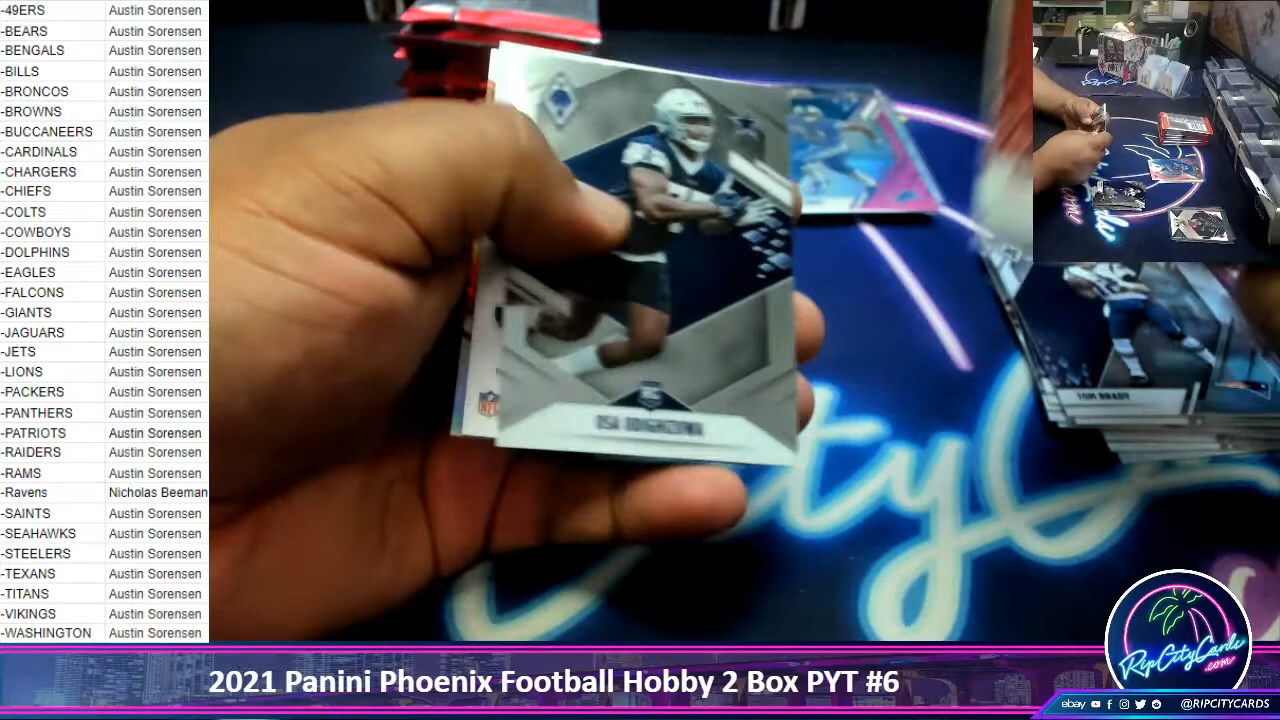 -49ERS Austin Sorensen
-BEARS Austin Sorensen
-BENGALS Austin Sorensen
-BILLS Austin Sorensen
-BRONCOS Austin Sorensen
-BROWNS Austin Sorensen
-BUCCANEERS Austin Sorensen
-CARDINALS Austin Sorensen
-CHARGERS Austin Sorensen
-CHIEFS Austin Sorensen
-COLTS Austin Sorensen
-COWBOYS Austin Sorensen
-DOLPHINS Austin Sorensen
-EAGLES Austin Sorensen
-FALCONS Austin Sorensen
-GIANTS Austin Sorensen
-JAGUARS Austin Sorensen
-JETS Austin Sorensen
-LIONS Austin Sorensen
-PACKERS Austin Sorensen
-PANTHERS Austin Sorensen
-PATRIOTS Austin Sorensen
-RAIDERS Austin Sorensen
-RAMS Austin Sorensen
-Ravens Nicholas Beeman
-SAINTS Austin Sorensen
-SEAHAWKS Austin Sorensen
-STEELERS Austin Sorensen
-TEXANS Austin Sorensen
-TITANS Austin Sorensen
-VIKINGS Austin Sorensen
-WASHINGTON Austin Sorensen
NFL
OSA ODIGHIZUWA
TOM BRADY
2021 Panini Phoenix Football Hobby 2 Box PYT #6
RipCityCards
.com
ebay @RIPCITYCARDS